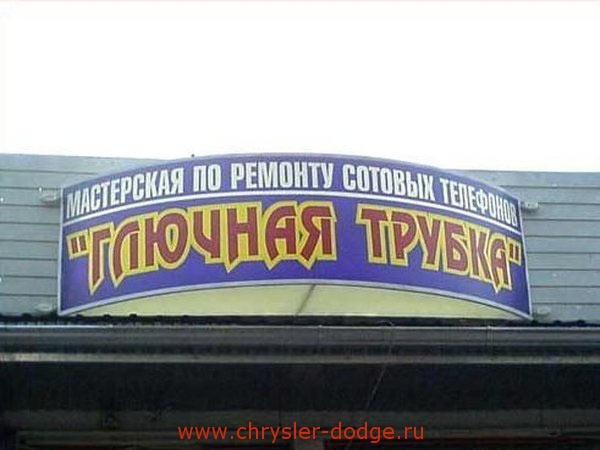 МАСТЕРСКАЯ ПО РЕМОНТУ СОТОВЫХ ТЕЛЕФОНОВ
"ГЛЮЧНАЯ ТРУБКА"
www.chrysler-dodge.ru